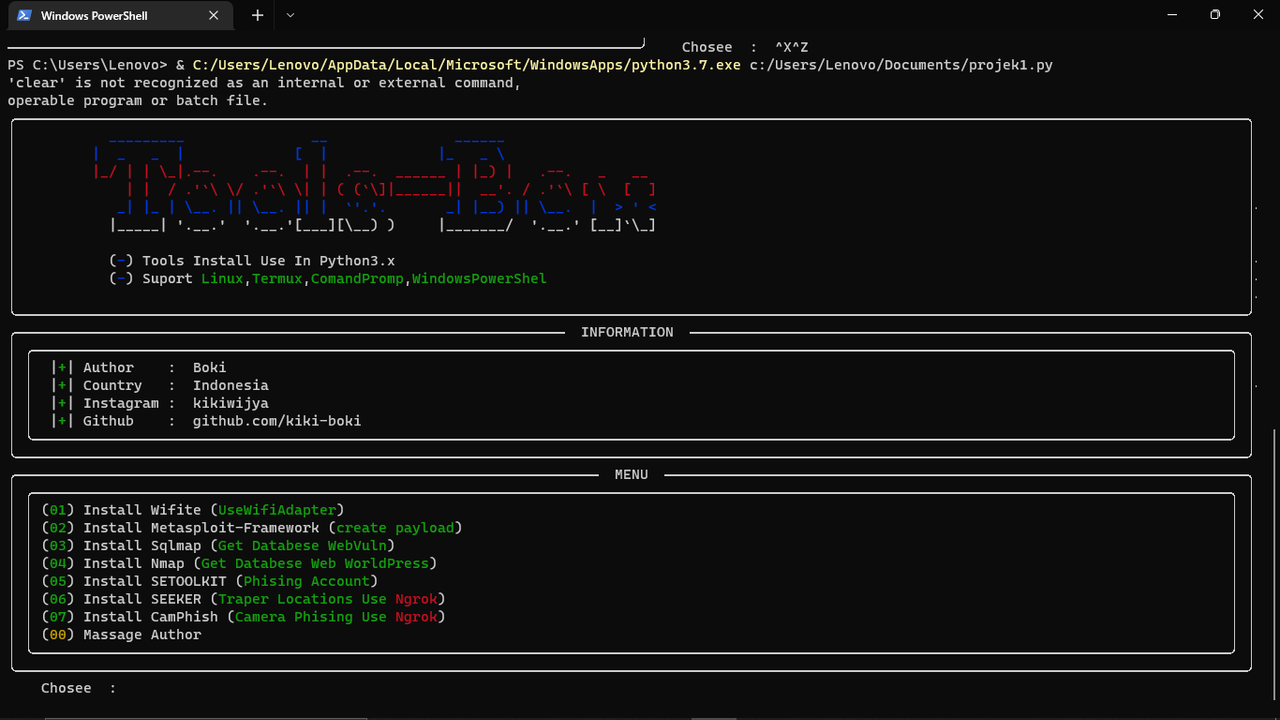 Windows PowerShell
Chosee : ^X^Z
PS C:\Users\Lenovo> & C:/Users/Lenovo/AppData/Local/Microsoft/WindowsApps/python3.7.exe c:/Users/Lenovo/Documents/projek1.py
'clear' is not recognized as an internal or external command,
operable program or batch file.
Tools-Box
(-) Tools Install Use In Python3.x
(-) Suport Linux,Termux,ComandPromp,WindowsPowerShel
INFORMATION
|+| Author : Boki
|+| Country : Indonesia
|+| Instagram : kikiwijya
|+| Github : github.com/kiki-boki
MENU
(01) Install Wifite (UseWifiAdapter)
(02) Install Metasploit-Framework (create payload)
(03) Install Sqlmap (Get Databese WebVuln)
(04) Install Nmap (Get Databese Web WorldPress)
(05) Install SETOOLKIT (Phising Account)
(06) Install SEEKER (Traper Locations Use Ngrok)
(07) Install CamPhish (Camera Phising Use Ngrok)
(00) Massage Author
Chosee :